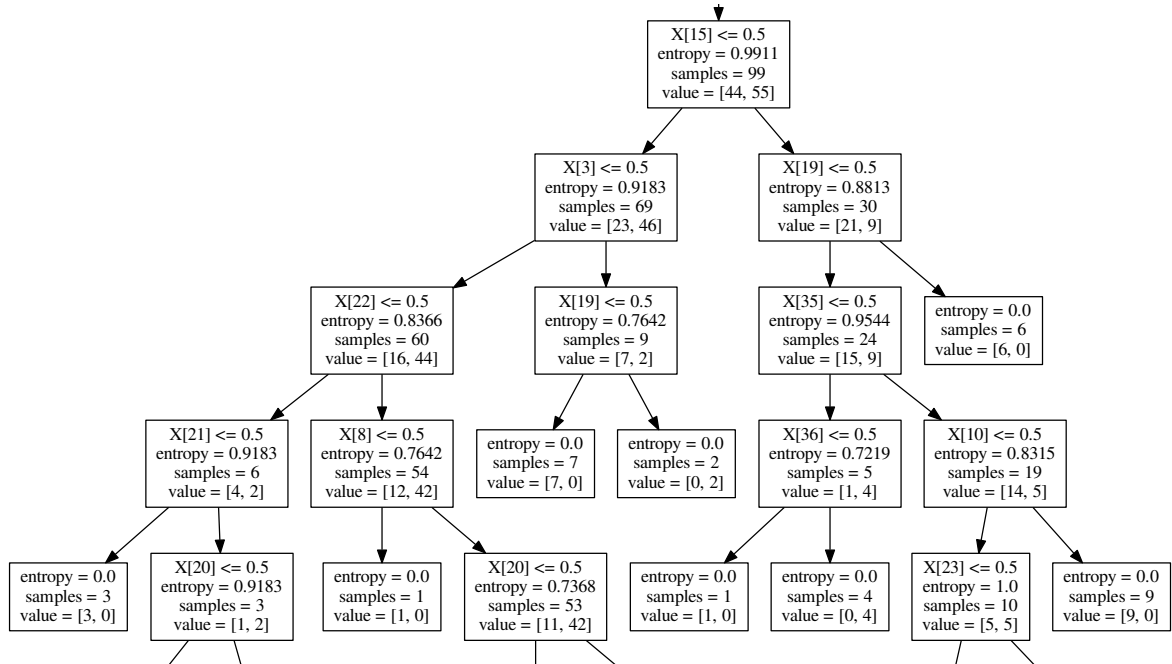 X[15] <= 0.5
entropy = 0.9911
samples = 99
value = [44, 55]
X[3] <= 0.5
entropy = 0.9183
samples = 69
value = [23, 46]
X[19] <= 0.5
entropy = 0.8813
samples = 30
value = [21, 9]
X[22] <= 0.5
entropy = 0.8366
samples = 60
value = [16, 44]
X[19] <= 0.5
entropy = 0.7642
samples = 9
value = [7, 2]
X[35] <= 0.5
entropy = 0.9544
samples = 24
value = [15, 9]
entropy = 0.0
samples = 6
value = [6, 0]
X[21] <= 0.5
entropy = 0.9183
samples = 6
value = [4, 2]
X[8] <= 0.5
entropy = 0.7642
samples = 54
value = [12, 42]
entropy = 0.0
samples = 7
value = [7, 0]
entropy = 0.0
samples = 2
value = [0, 2]
X[36] <= 0.5
entropy = 0.7219
samples = 5
value = [1, 4]
X[10] <= 0.5
entropy = 0.8315
samples = 19
value = [14, 5]
entropy = 0.0
samples = 3
value = [3, 0]
X[20] <= 0.5
entropy = 0.9183
samples = 3
value = [1, 2]
entropy = 0.0
samples = 1
value = [1, 0]
X[20] <= 0.5
entropy = 0.7368
samples = 53
value = [11, 42]
entropy = 0.0
samples = 1
value = [1, 0]
entropy = 0.0
samples = 4
value = [0, 4]
X[23] <= 0.5
entropy = 1.0
samples = 10
value = [5, 5]
entropy = 0.0
samples = 9
value = [9, 0]